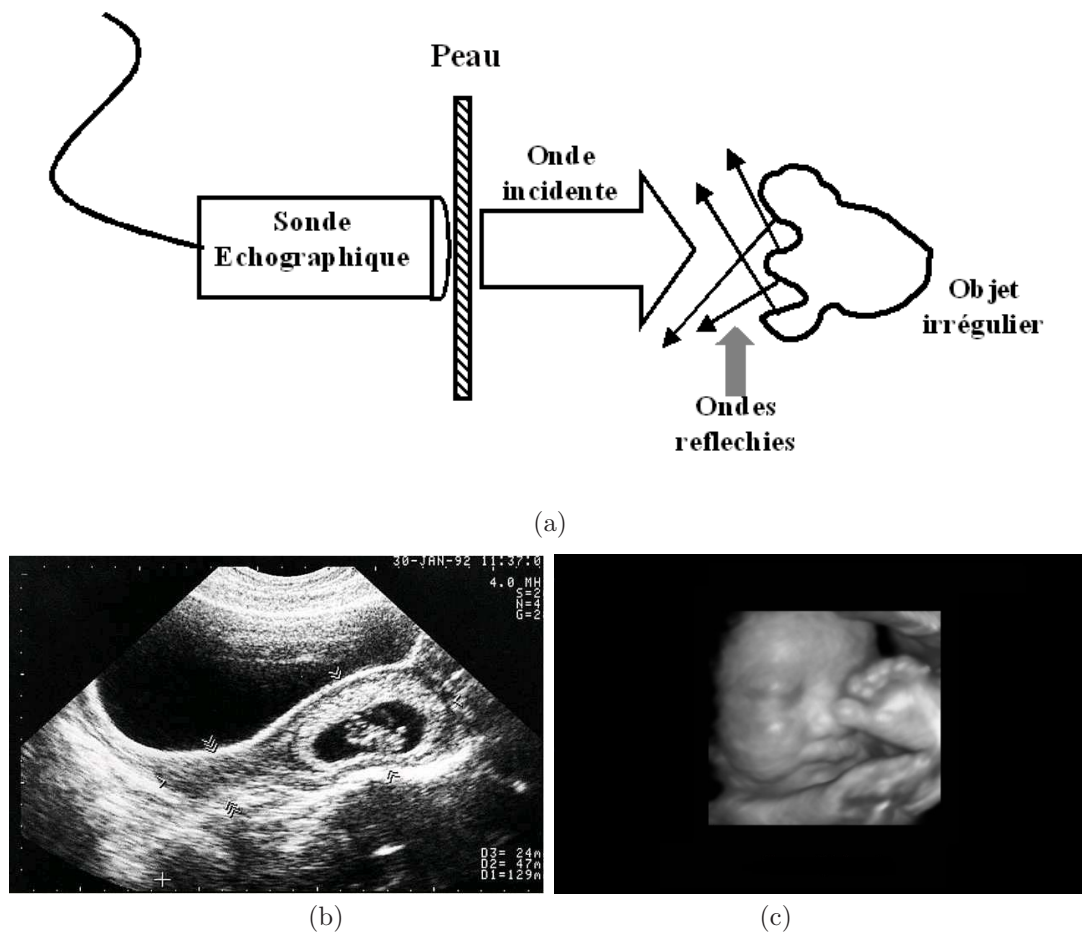 Peau
Onde
incidente
Sonde
Echographique
Objet
irrégulier
Ondes
reflechies
(a)
30-JAN-92 11:37:0
4.0 MH
S=2
N=4
G=2
D3= 24m
D2= 47m
D1=129m
(b)
(c)